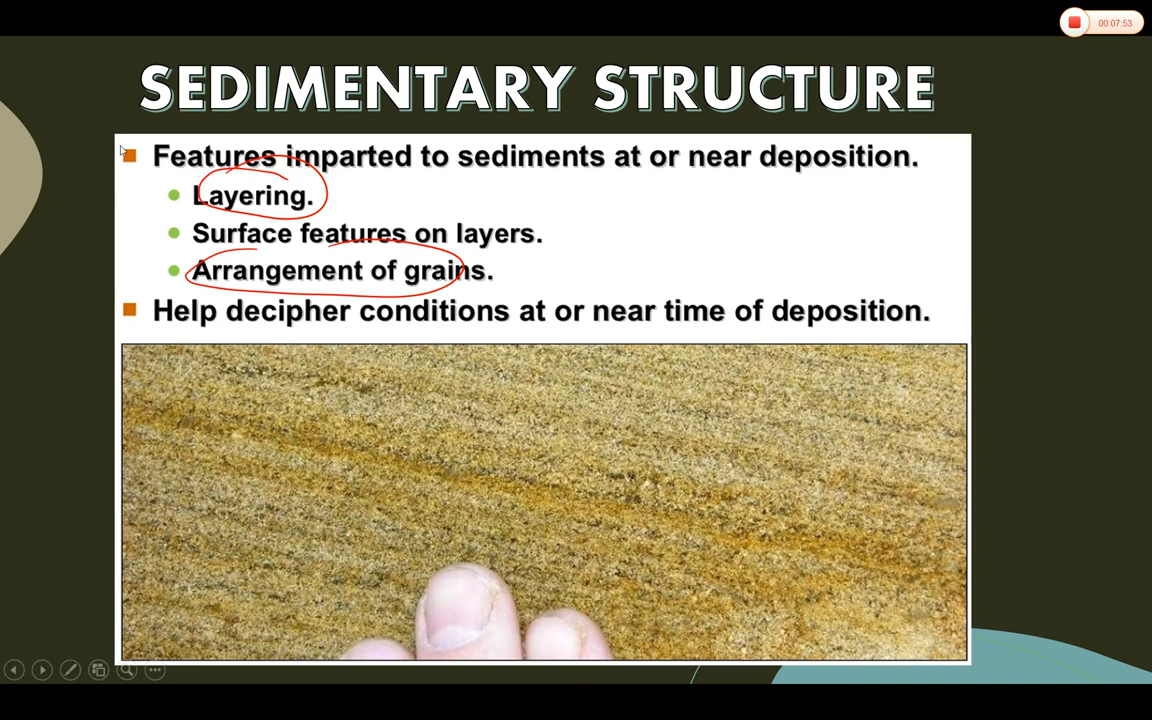 00:07:53
SEDIMENTARY STRUCTURE
Features imparted to sediments at or near deposition.
Layering.
Surface features on layers.
Arrangement of grains.
Help decipher conditions at or near time of deposition.